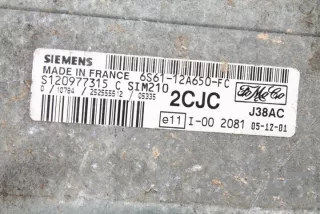 SIEMENS
MADE IN FRANCE 6S61-12A650-FC
S120977315 C SIM210
2CJC
J38AC
e11 I-00 2081 05-12-01